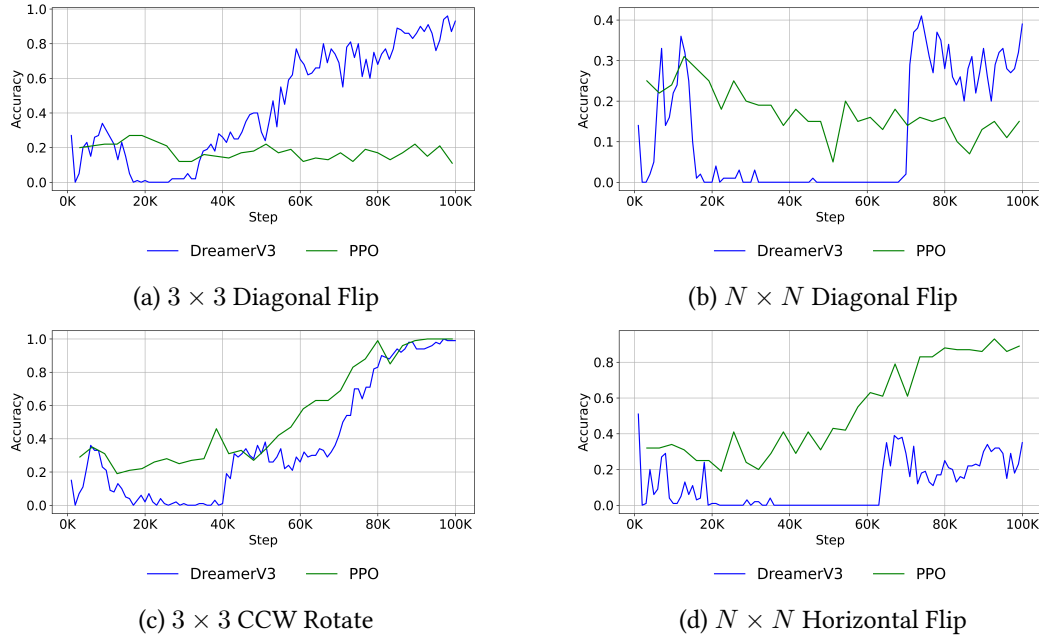 1.0
0.8
0.6
0.4
0.2
0.0
Accuracy
0K 20K 40K 60K 80K 100K
Step
DreamerV3 PPO
(a) 3 × 3 Diagonal Flip
0.4
0.3
0.2
0.1
0.0
Accuracy
0K 20K 40K 60K 80K 100K
Step
DreamerV3 PPO
(b) N × N Diagonal Flip
1.0
0.8
0.6
0.4
0.2
0.0
Accuracy
0K 20K 40K 60K 80K 100K
Step
DreamerV3 PPO
(c) 3 × 3 CCW Rotate
0.8
0.6
0.4
0.2
0.0
Accuracy
0K 20K 40K 60K 80K 100K
Step
DreamerV3 PPO
(d) N × N Horizontal Flip